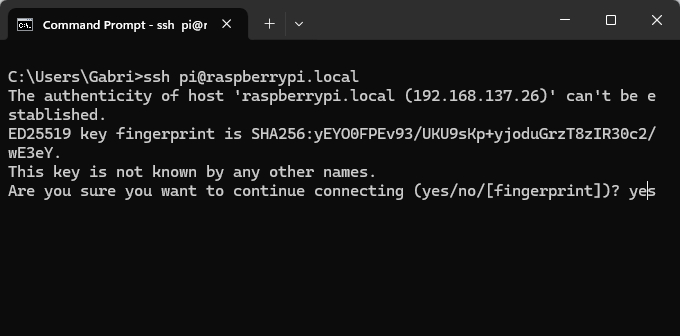 Command Prompt - ssh pi@r
C:\Users\Gabri>ssh pi@raspberrypi.local
The authenticity of host 'raspberrypi.local (192.168.137.26)' can't be e
stablished.
ED25519 key fingerprint is SHA256:yEYO0FPEv93/UKU9sKp+yjoduGrzT8zIR30c2/
wE3eY.
This key is not known by any other names.
Are you sure you want to continue connecting (yes/no/[fingerprint])? yes